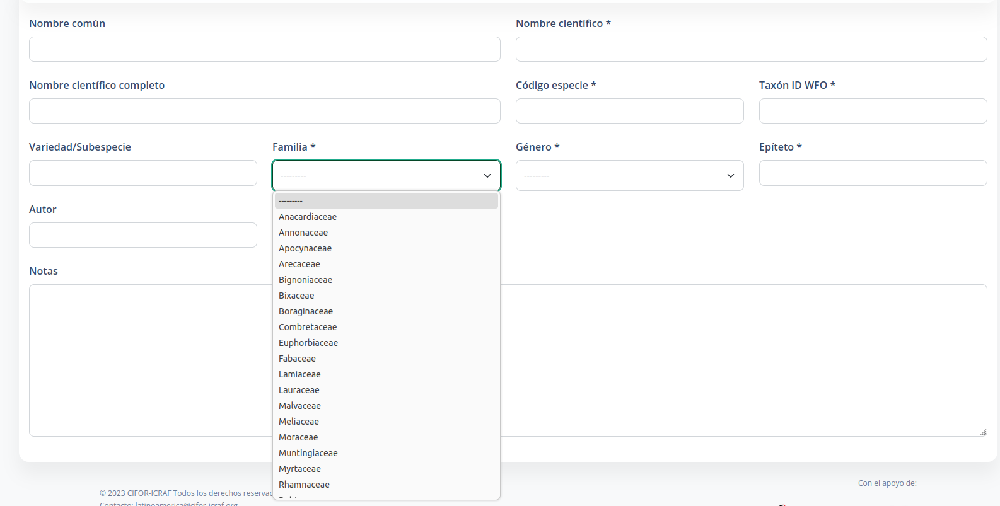 Nombre común
Nombre científico *
Nombre científico completo
Código especie *
Taxón ID WFO *
Variedad/Subespecie
Familia *
Género *
Epíteto *
---------
---------
---------
Anacardiaceae
Annonaceae
Apocynaceae
Arecaceae
Bignoniaceae
Bixaceae
Boraginaceae
Combretaceae
Euphorbiaceae
Fabaceae
Lamiaceae
Lauraceae
Malvaceae
Meliaceae
Moraceae
Muntingiaceae
Myrtaceae
Rhamnaceae
Autor
Notas
© 2023 CIFOR-ICRAF Todos los derechos reservad
Contacto: latinoamerica@cifor-icraf.org
Con el apoyo de: